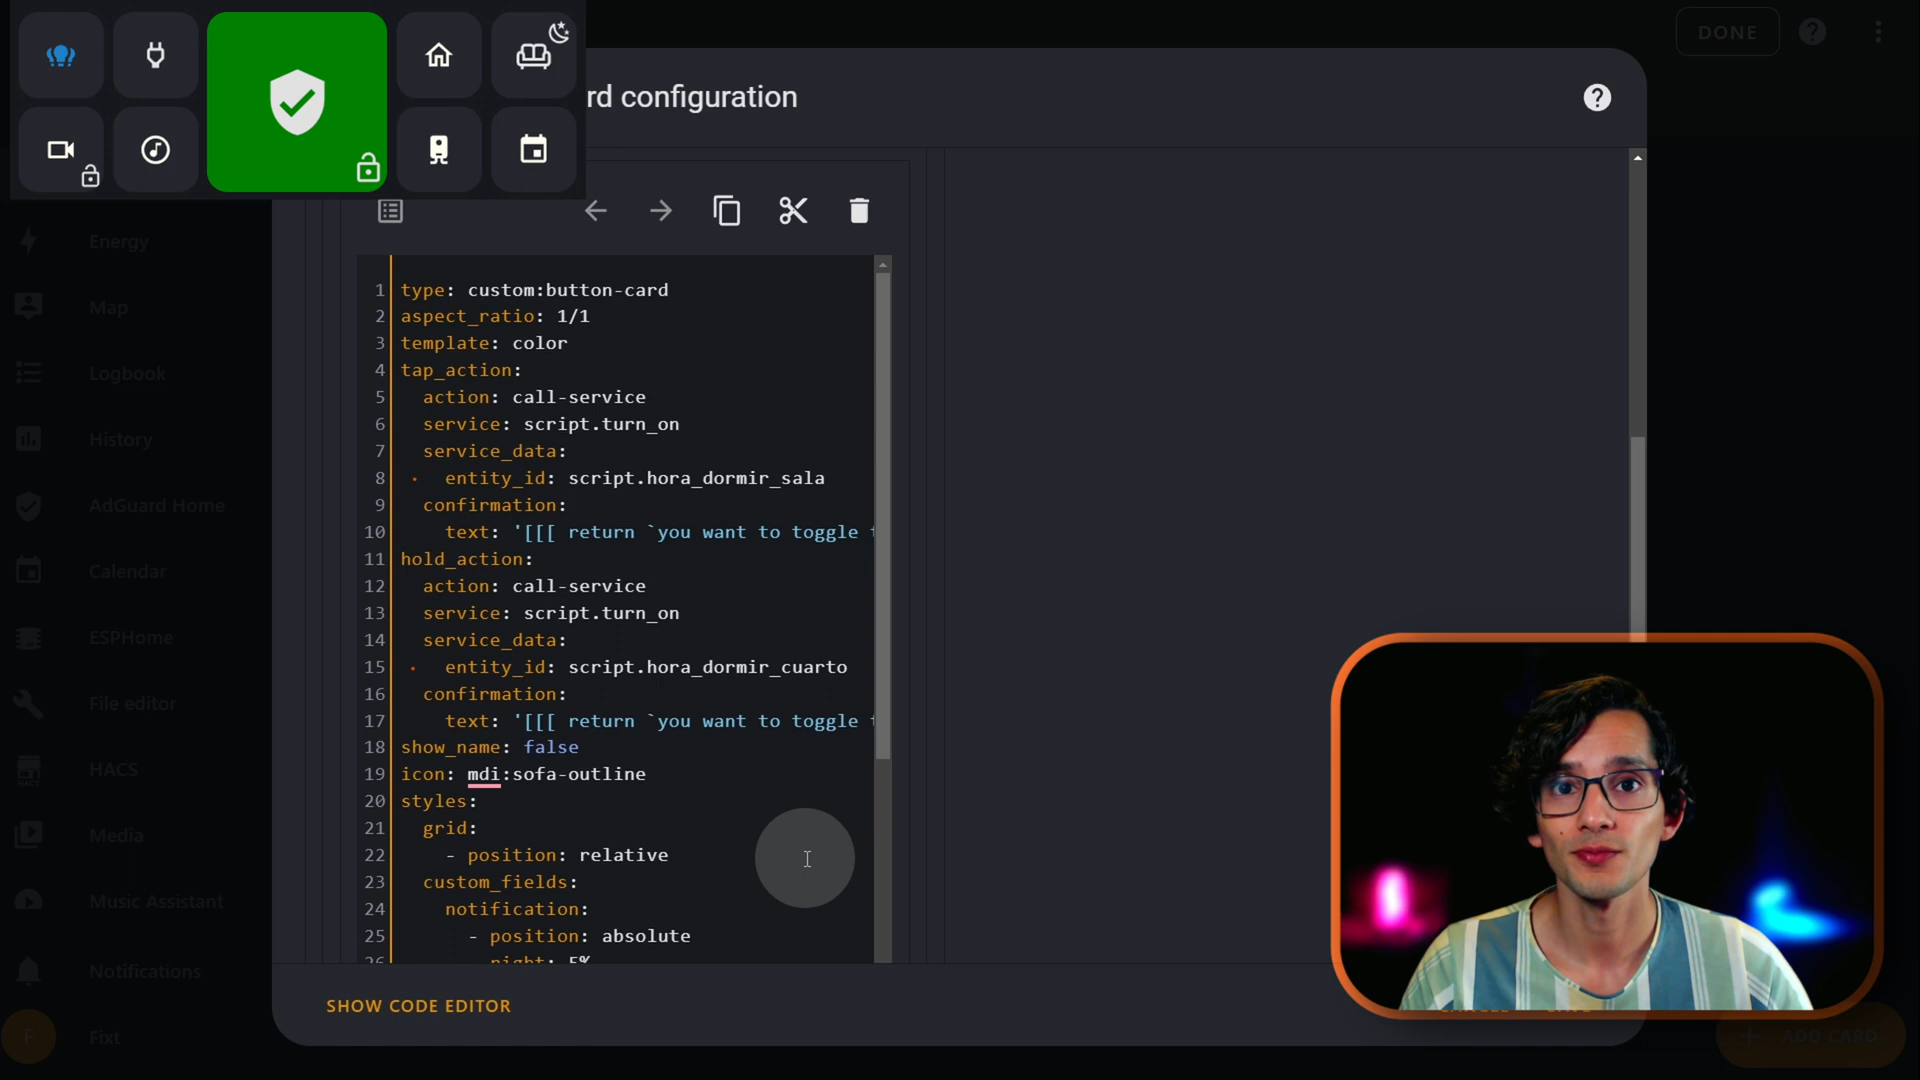 DONE
rd configuration
Energy
Map
Logbook
History
AdGuard Home
Calendar
ESPHome
File editor
HACS
Media
Music Assistant
Notifications
F Fixt
1 type: custom:button-card
2 aspect_ratio: 1/1
3 template: color
4 tap_action:
5 action: call-service
6 service: script.turn_on
7 service_data:
8 entity_id: script.hora_dormir_sala
9 confirmation:
10 text: '[[[ return `you want to toggle
11 hold_action:
12 action: call-service
13 service: script.turn_on
14 service_data:
15 entity_id: script.hora_dormir_cuarto
16 confirmation:
17 text: '[[[ return `you want to toggle
18 show_name: false
19 icon: mdi:sofa-outline
20 styles:
21 grid:
22 - position: relative
23 custom_fields:
24 notification:
25 - position: absolute
26 - right: 5%
SHOW CODE EDITOR
ADD CARD